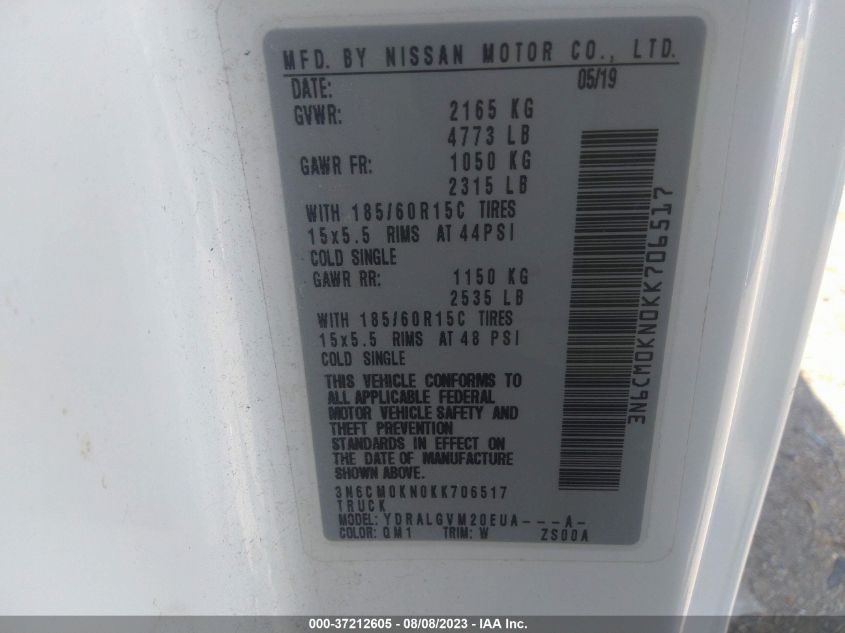 MFD. BY NISSAN MOTOR CO., LTD.
DATE: 05/19
GVWR: 2165 KG
4773 LB
GAWR FR: 1050 KG
2315 LB
WITH 185/60R15C TIRES
15x5.5 RIMS AT 44PSI
COLD SINGLE
GAWR RR: 1150 KG
2535 LB
WITH 185/60R15C TIRES
15x5.5 RIMS AT 48 PSI
COLD SINGLE
THIS VEHICLE CONFORMS TO
ALL APPLICABLE FEDERAL
MOTOR VEHICLE SAFETY AND
THEFT PREVENTION
STANDARDS IN EFFECT ON
THE DATE OF MANUFACTURE
SHOWN ABOVE.
3N6CM0KN0KK706517
TRUCK
MODEL: YDRALGVM20EUA---A-
COLOR: QM1 TRIM: W ZS00A
3N6CM0KN0KK706517
000-37212605 - 08/08/2023 - IAA Inc.